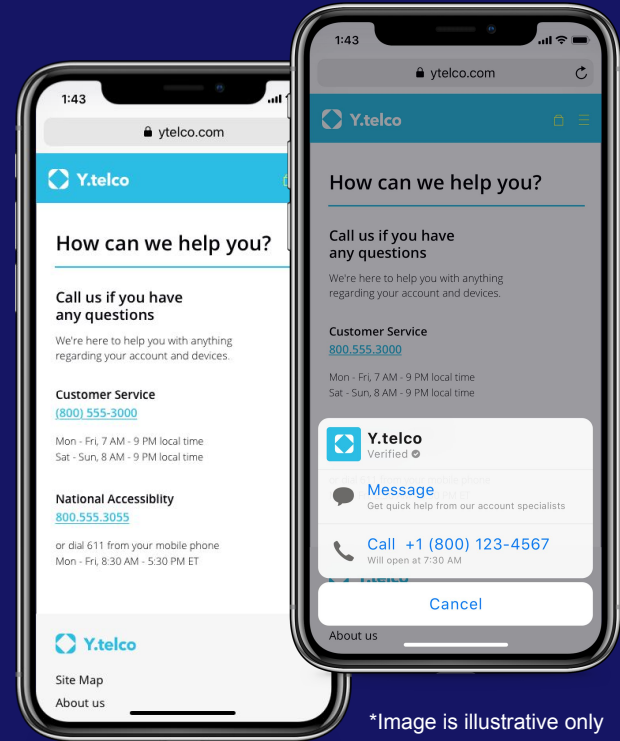 1:43
ytelco.com
Y.telco
How can we help you?
Call us if you have
any questions
We're here to help you with anything
regarding your account and devices.
Customer Service
(800) 555-3000
Mon - Fri, 7 AM - 9 PM local time
Sat - Sun, 8 AM - 9 PM local time
National Accessiblity
800.555.3055
or dial 611 from your mobile phone
Mon - Fri, 8:30 AM - 5:30 PM ET
Y.telco
Site Map
About us
1:43
ytelco.com
Y.telco
How can we help you?
Call us if you have
any questions
We're here to help you with anything
regarding your account and devices.
Customer Service
800.555.3000
Mon - Fri, 7 AM - 9 PM local time
Sat - Sun, 8 AM - 9 PM local time
Y.telco
Verified
Message
Get quick help from our account specialists
Call +1 (800) 123-4567
Will open at 7:30 AM
Y.telco
Cancel
About us
*Image is illustrative only